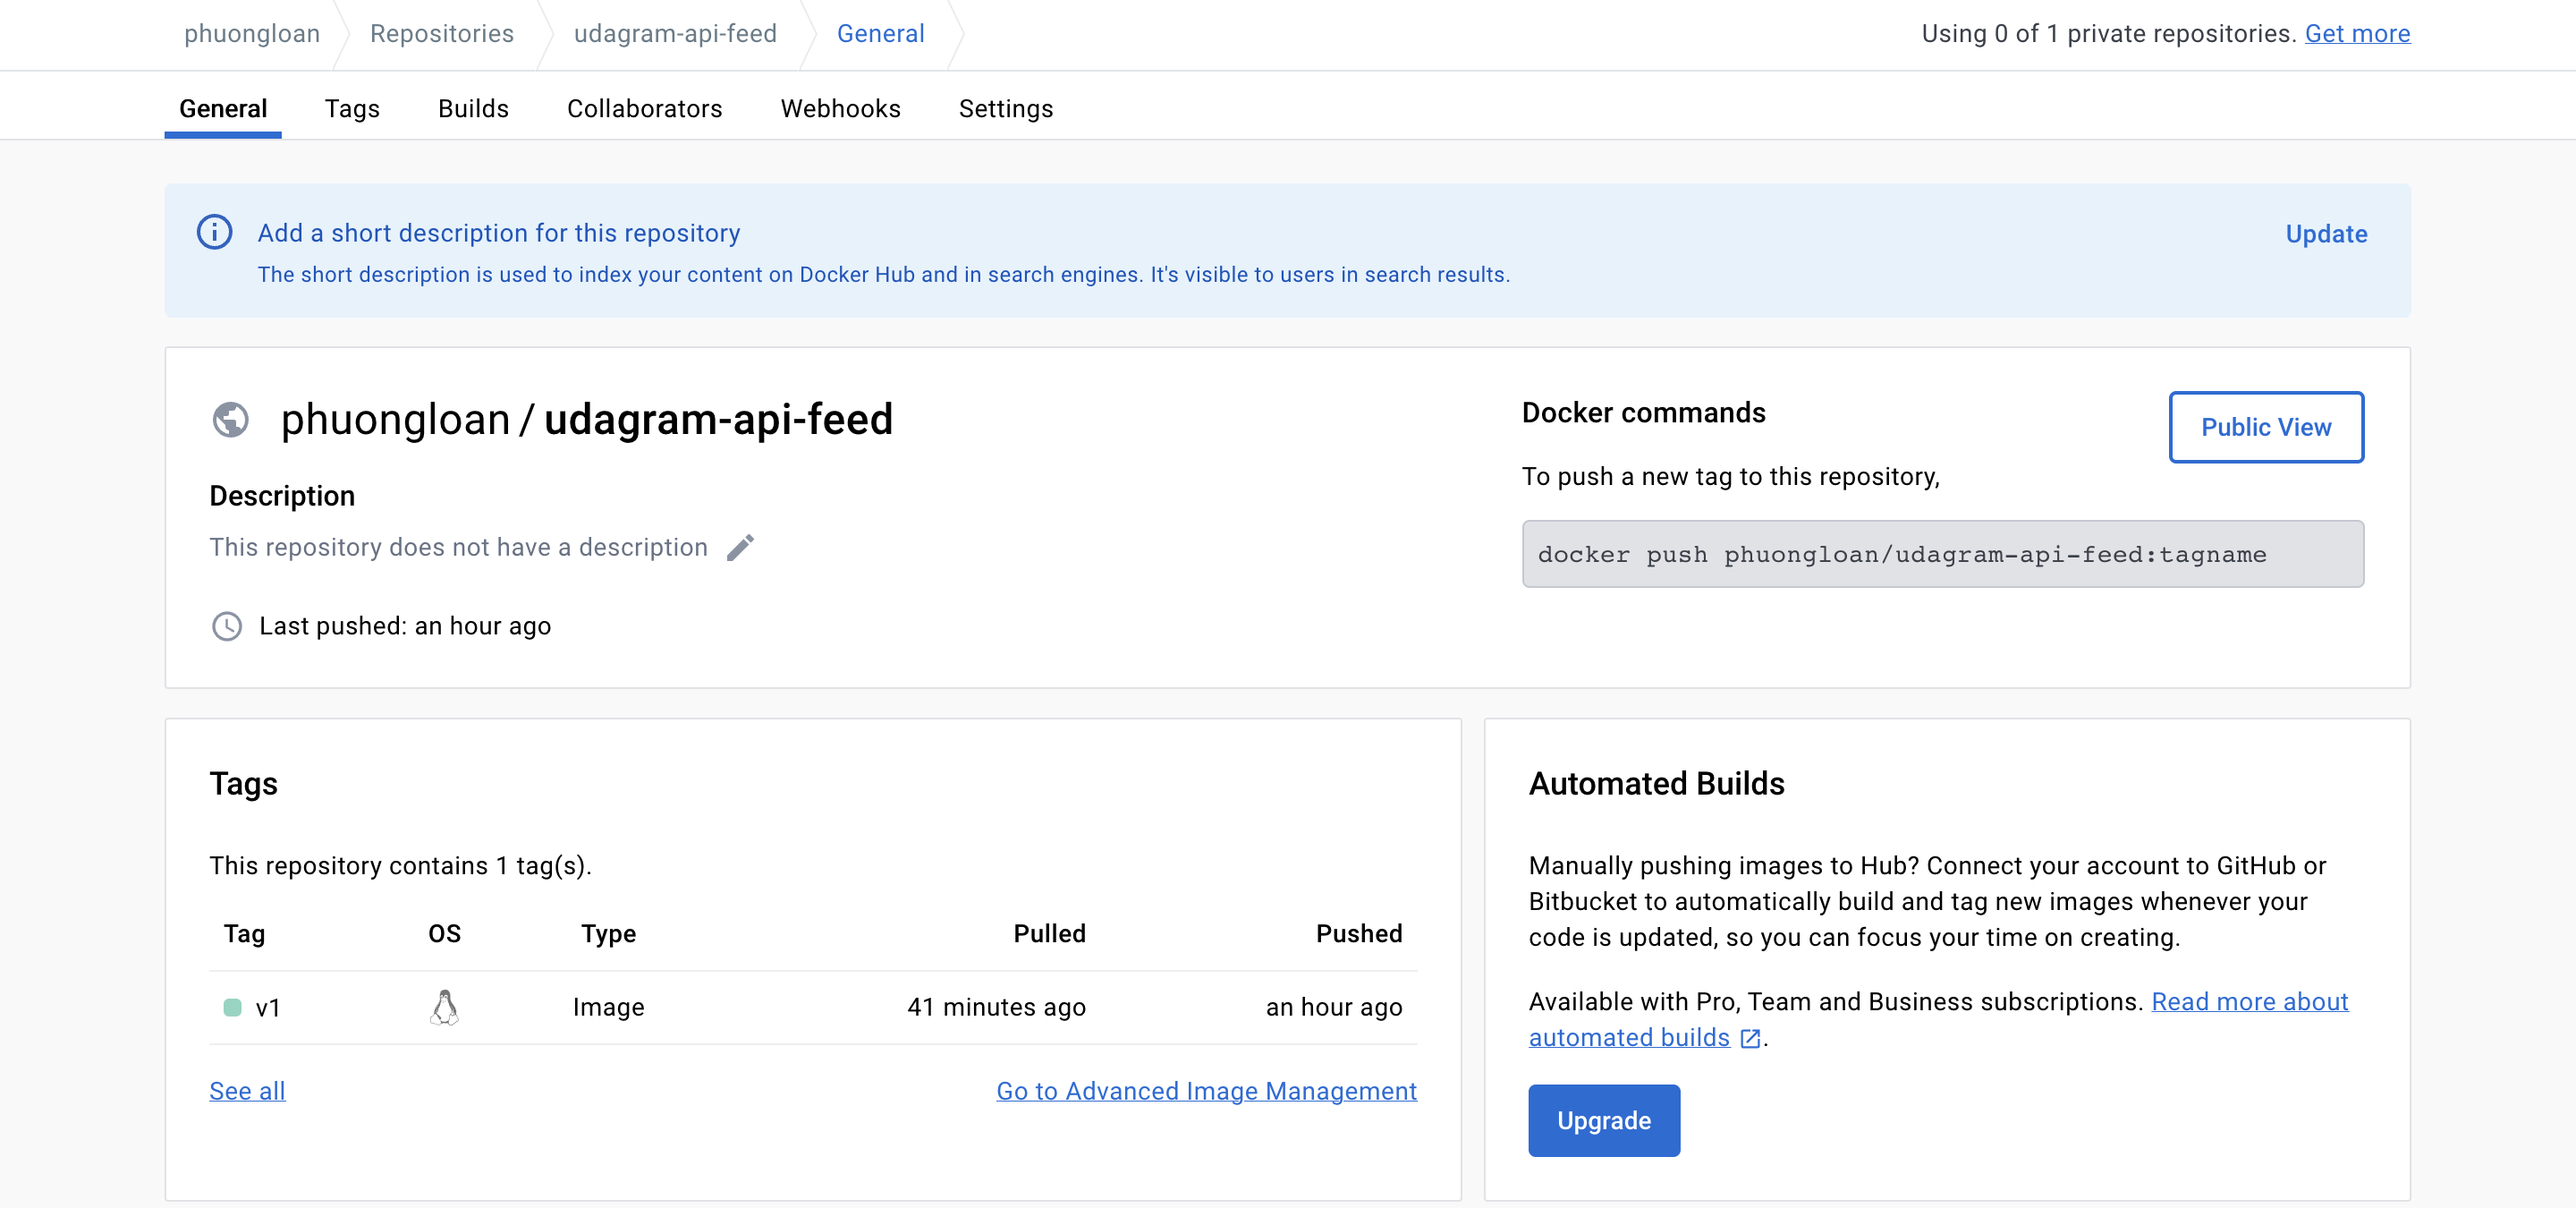 phuongloan Repositories udagram-api-feed General Using 0 of 1 private repositories. Get more
General Tags Builds Collaborators Webhooks Settings
Add a short description for this repository Update
The short description is used to index your content on Docker Hub and in search engines. It's visible to users in search results.
phuongloan / udagram-api-feed
Description
This repository does not have a description
Last pushed: an hour ago
Docker commands
Public View
To push a new tag to this repository,
docker push phuongloan/udagram-api-feed:tagname
Tags
This repository contains 1 tag(s).
Tag OS Type Pulled Pushed
v1 Image 41 minutes ago an hour ago
See all Go to Advanced Image Management
Automated Builds
Manually pushing images to Hub? Connect your account to GitHub or
Bitbucket to automatically build and tag new images whenever your
code is updated, so you can focus your time on creating.
Available with Pro, Team and Business subscriptions. Read more about
automated builds .
Upgrade